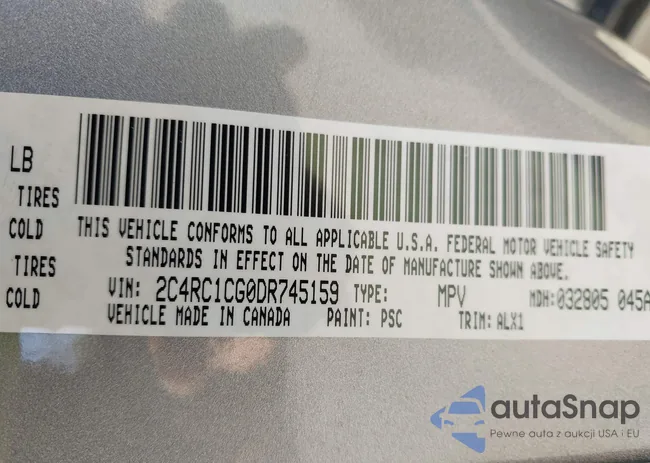 LB
TIRES
COLD
TIRES
COLD
THIS VEHICLE CONFORMS TO ALL APPLICABLE U.S.A. FEDERAL MOTOR VEHICLE SAFETY
STANDARDS IN EFFECT ON THE DATE OF MANUFACTURE SHOWN ABOVE.
VIN: 2C4RC1CG0DR745159 TYPE: MPV MDH:032805 045A
VEHICLE MADE IN CANADA PAINT: PSC TRIM: ALX1
autaSnap
Pewne auta z aukcji USA i EU